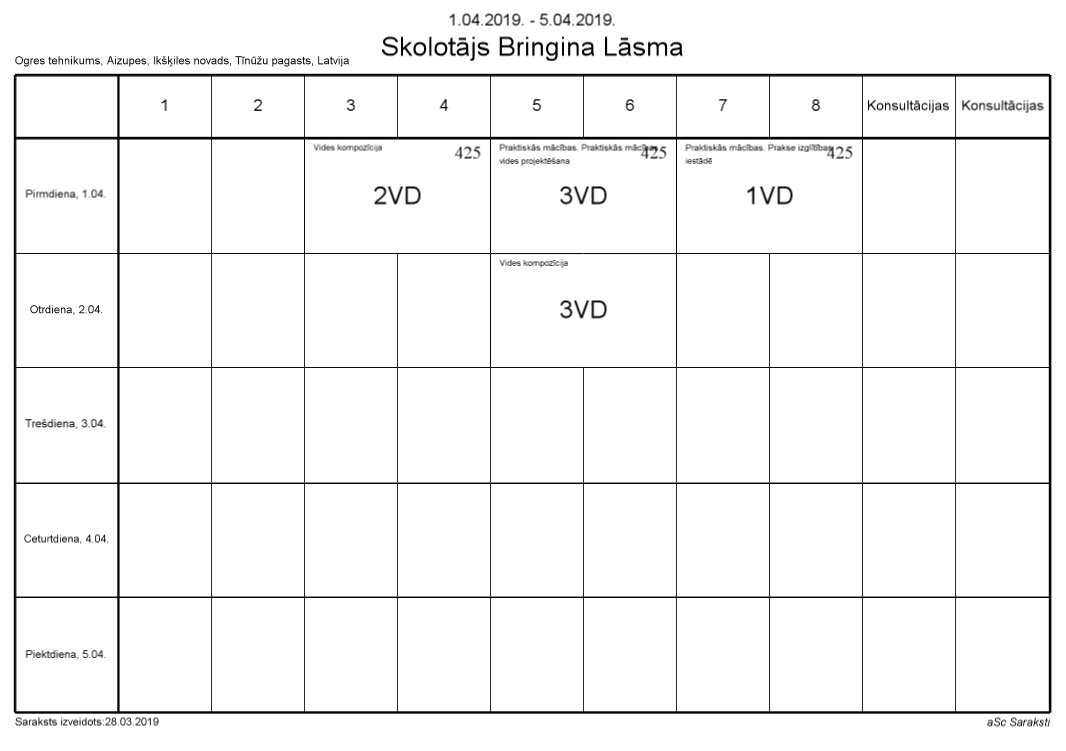 1.04.2019. - 5.04.2019.
Skolotājs Bringina Lāsma
Ogres tehnikums, Aizupes, Ikšķiles novads, Tīnūžu pagasts, Latvija
1 2 3 4 5 6 7 8 Konsultācijas Konsultācijas
Pirmdiena, 1.04.
Vides kompozīcija
425
2VD
Praktiskās mācības. Praktiskās mācības
425
vides projektēšana
3VD
Praktiskās mācības. Prakse izglītības
425
iestādē
1VD
Otrdiena, 2.04.
Vides kompozīcija
3VD
Trešdiena, 3.04.
Ceturtdiena, 4.04.
Piektdiena, 5.04.
Saraksts izveidots:28.03.2019
aSc Saraksti